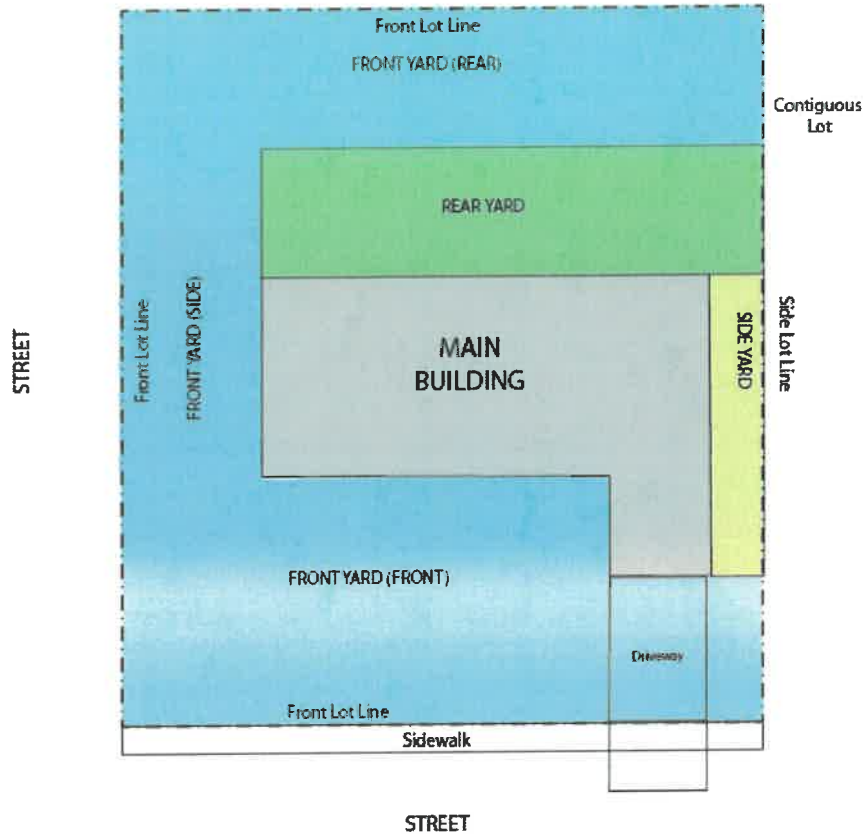 Front Lot Line
FRONT YARD (REAR)
Contiguous
Lot
REAR YARD
STREET
Front Lot Line
FRONT YARD (SIDE)
MAIN
BUILDING
SIDE YARD
Side Lot Line
FRONT YARD (FRONT)
Driveway
Front Lot Line
Sidewalk
STREET